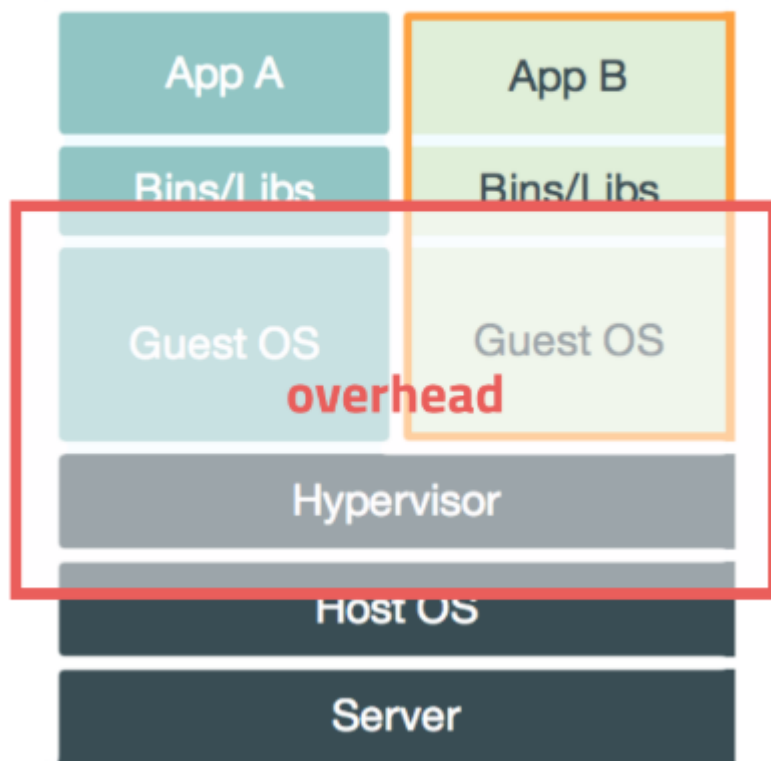 App A
App B
Bins/Libs
Bins/Libs
Guest OS
Guest OS
overhead
Hypervisor
Host OS
Server